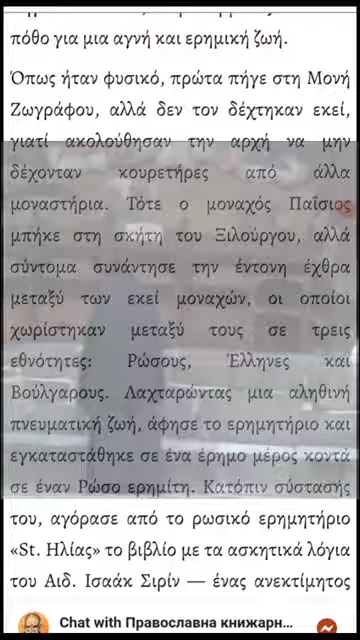 πόθο για μια αγνή και ερημική ζωή.
Όπως ήταν φυσικό, πρώτα πήγε στη Μονή
Ζωγράφου, αλλά δεν τον δέχτηκαν εκεί,
γιατί ακολούθησαν την αρχή να μην
δέχονταν κουρετήρες από άλλα
μοναστήρια. Τότε ο μοναχός Παΐσιος
μπήκε στη σκήτη του Ξιλούργου, αλλά
σύντομα συνάντησε την έντονη έχθρα
μεταξύ των εκεί μοναχών, οι οποίοι
χωρίστηκαν μεταξύ τους σε τρεις
εθνότητες: Ρώσους, Έλληνες και
Βούλγαρους. Λαχταρώντας μια αληθινή
πνευματική ζωή, άφησε το ερημητήριο και
εγκαταστάθηκε σε ένα έρημο μέρος κοντά
σε έναν Ρώσο ερημίτη. Κατόπιν σύστασής
του, αγόρασε από το ρωσικό ερημητήριο
«St. Ηλίας» το βιβλίο με τα ασκητικά λόγια
του Αιδ. Ισαάκ Σιρίν — ένας ανεκτίμητος
Chat with Православна книжарн...